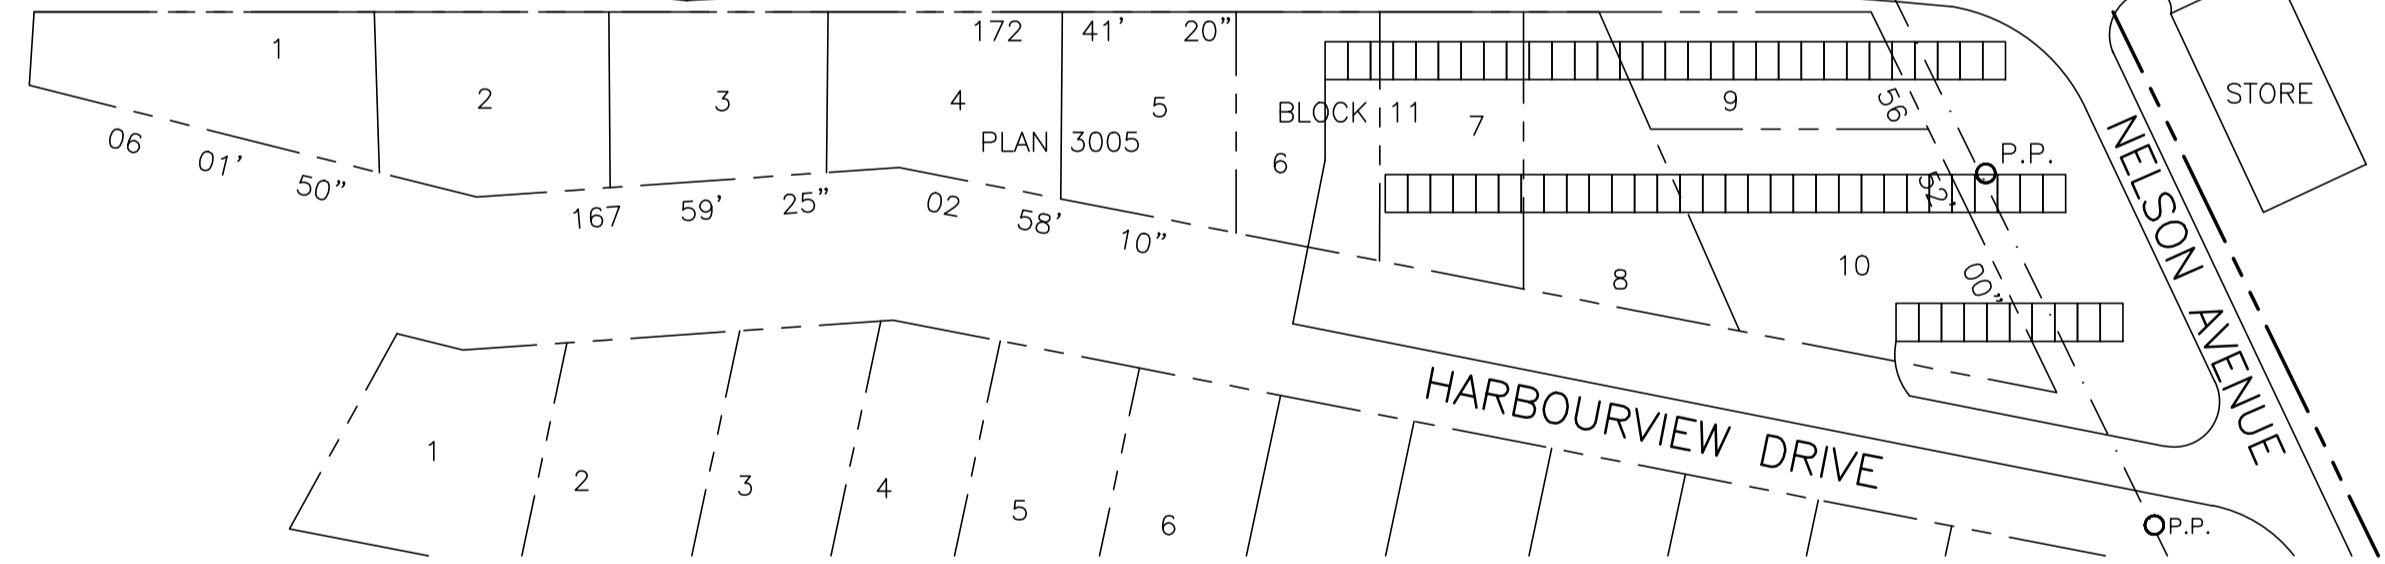 172 41' 20"
1
2
3
4
5
6
7
8
9
10
BLOCK 11
PLAN 3005
06 01' 50"
167 59' 25"
02 58' 10"
56 52' 00"
P.P.
STORE
NELSON AVENUE
HARBOURVIEW DRIVE
1
2
3
4
5
6
P.P.